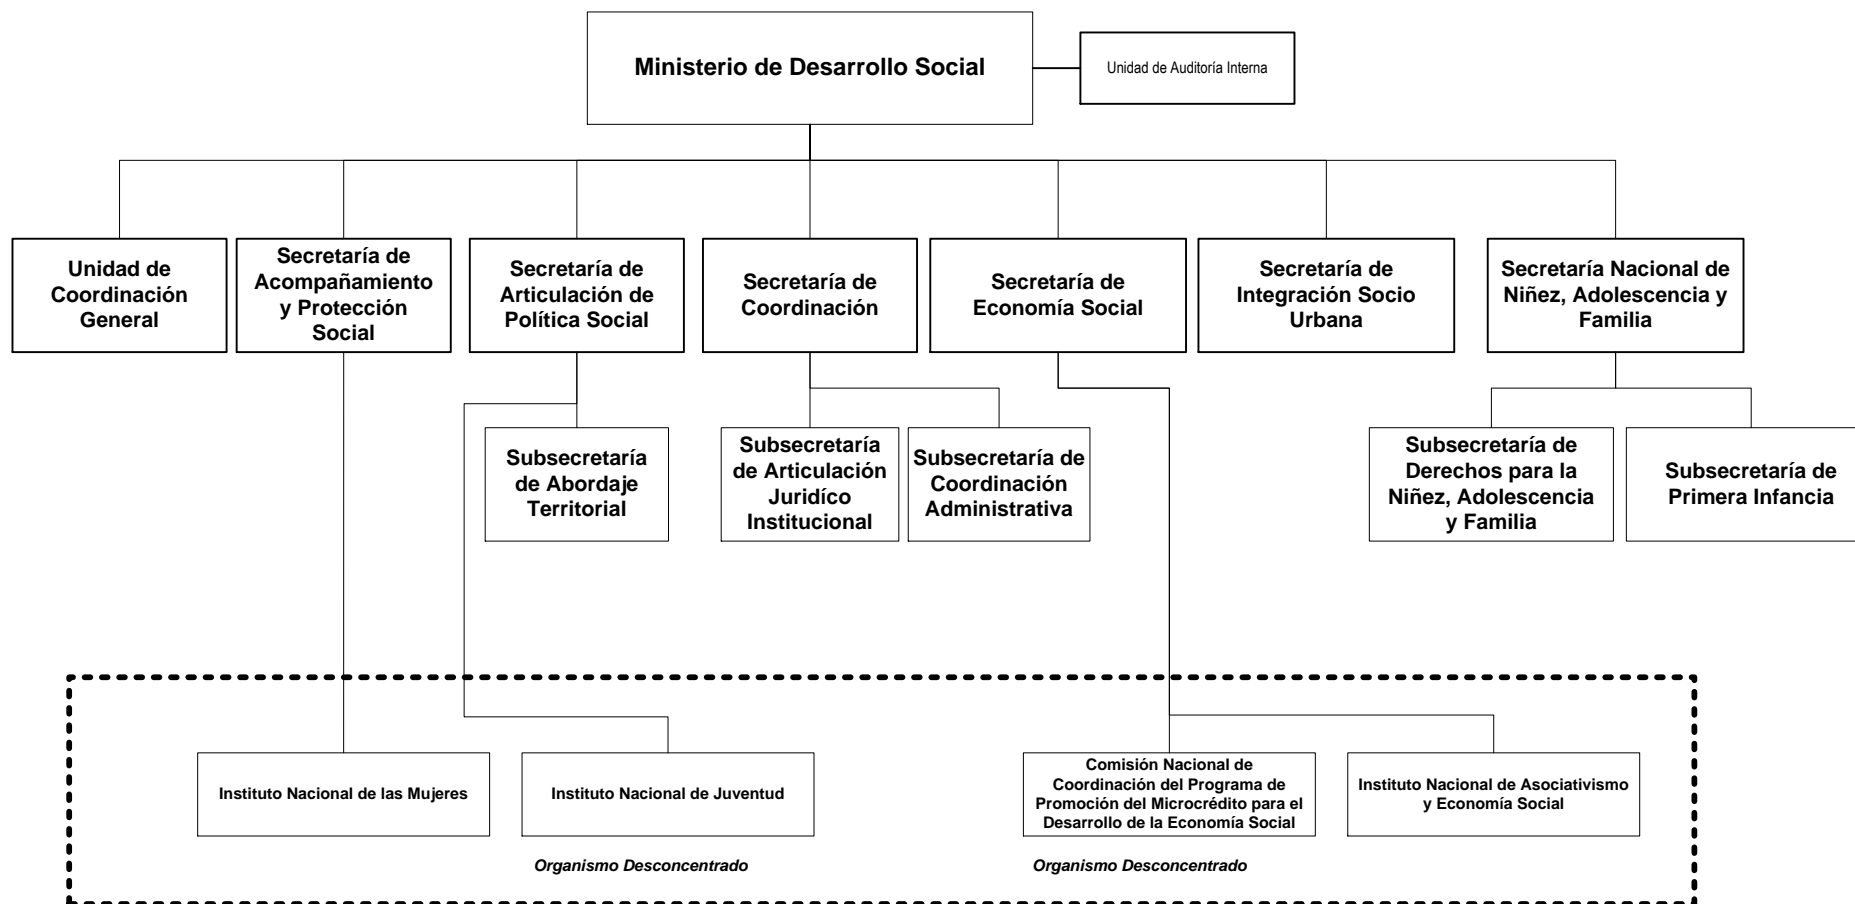 Ministerio de Desarrollo Social
Unidad de Auditoría Interna
Unidad de
Coordinación
General
Secretaría de
Acompañamiento
y Protección
Social
Secretaría de
Articulación de
Política Social
Secretaría de
Coordinación
Secretaría de
Economía Social
Secretaría de
Integración Socio
Urbana
Secretaría Nacional de
Niñez, Adolescencia y
Familia
Subsecretaría
de Abordaje
Territorial
Subsecretaría
de Articulación
Juridíco
Institucional
Subsecretaría de
Coordinación
Administrativa
Subsecretaría de
Derechos para la
Niñez, Adolescencia
y Familia
Subsecretaría de
Primera Infancia
Instituto Nacional de las Mujeres
Instituto Nacional de Juventud
Comisión Nacional de
Coordinación del Programa de
Promoción del Microcrédito para el
Desarrollo de la Economía Social
Instituto Nacional de Asociativismo
y Economía Social
Organismo Desconcentrado
Organismo Desconcentrado